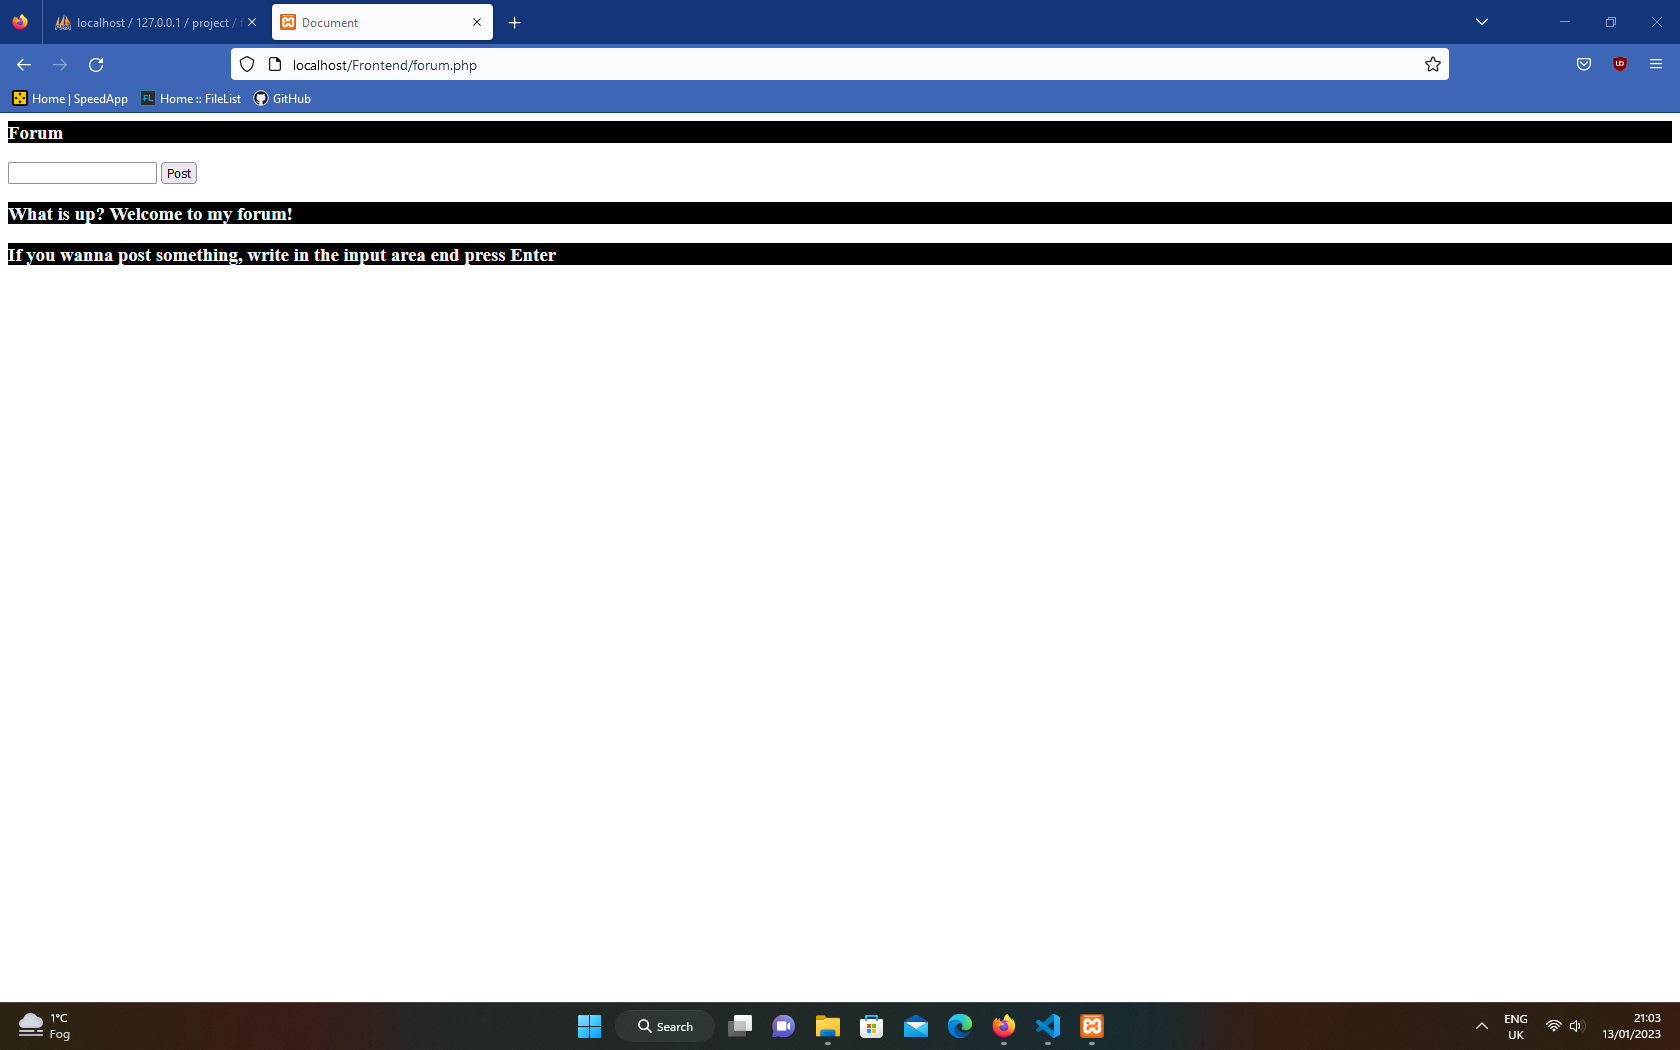 localhost / 127.0.0.1 / project /
Document
localhost/Frontend/forum.php
Home | SpeedApp
FL
Home :: FileList
GitHub
Forum
Post
What is up? Welcome to my forum!
If you wanna post something, write in the input area end press Enter
1°C
Fog
Search
ENG
UK
21:03
13/01/2023